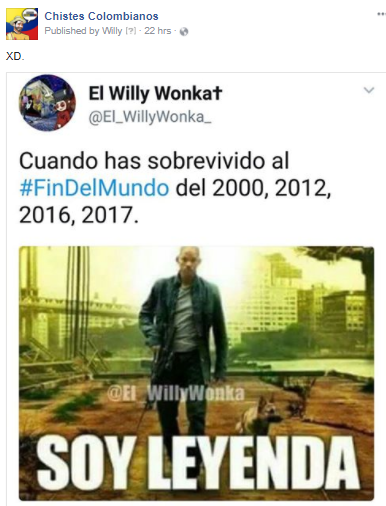 Chistes Colombianos
Published by Willy [?] · 22 hrs ·
XD.
El Willy Wonka✝
@El_WillyWonka_
Cuando has sobrevivido al
#FinDelMundo del 2000, 2012,
2016, 2017.
@El_WillyWonka
SOY LEYENDA